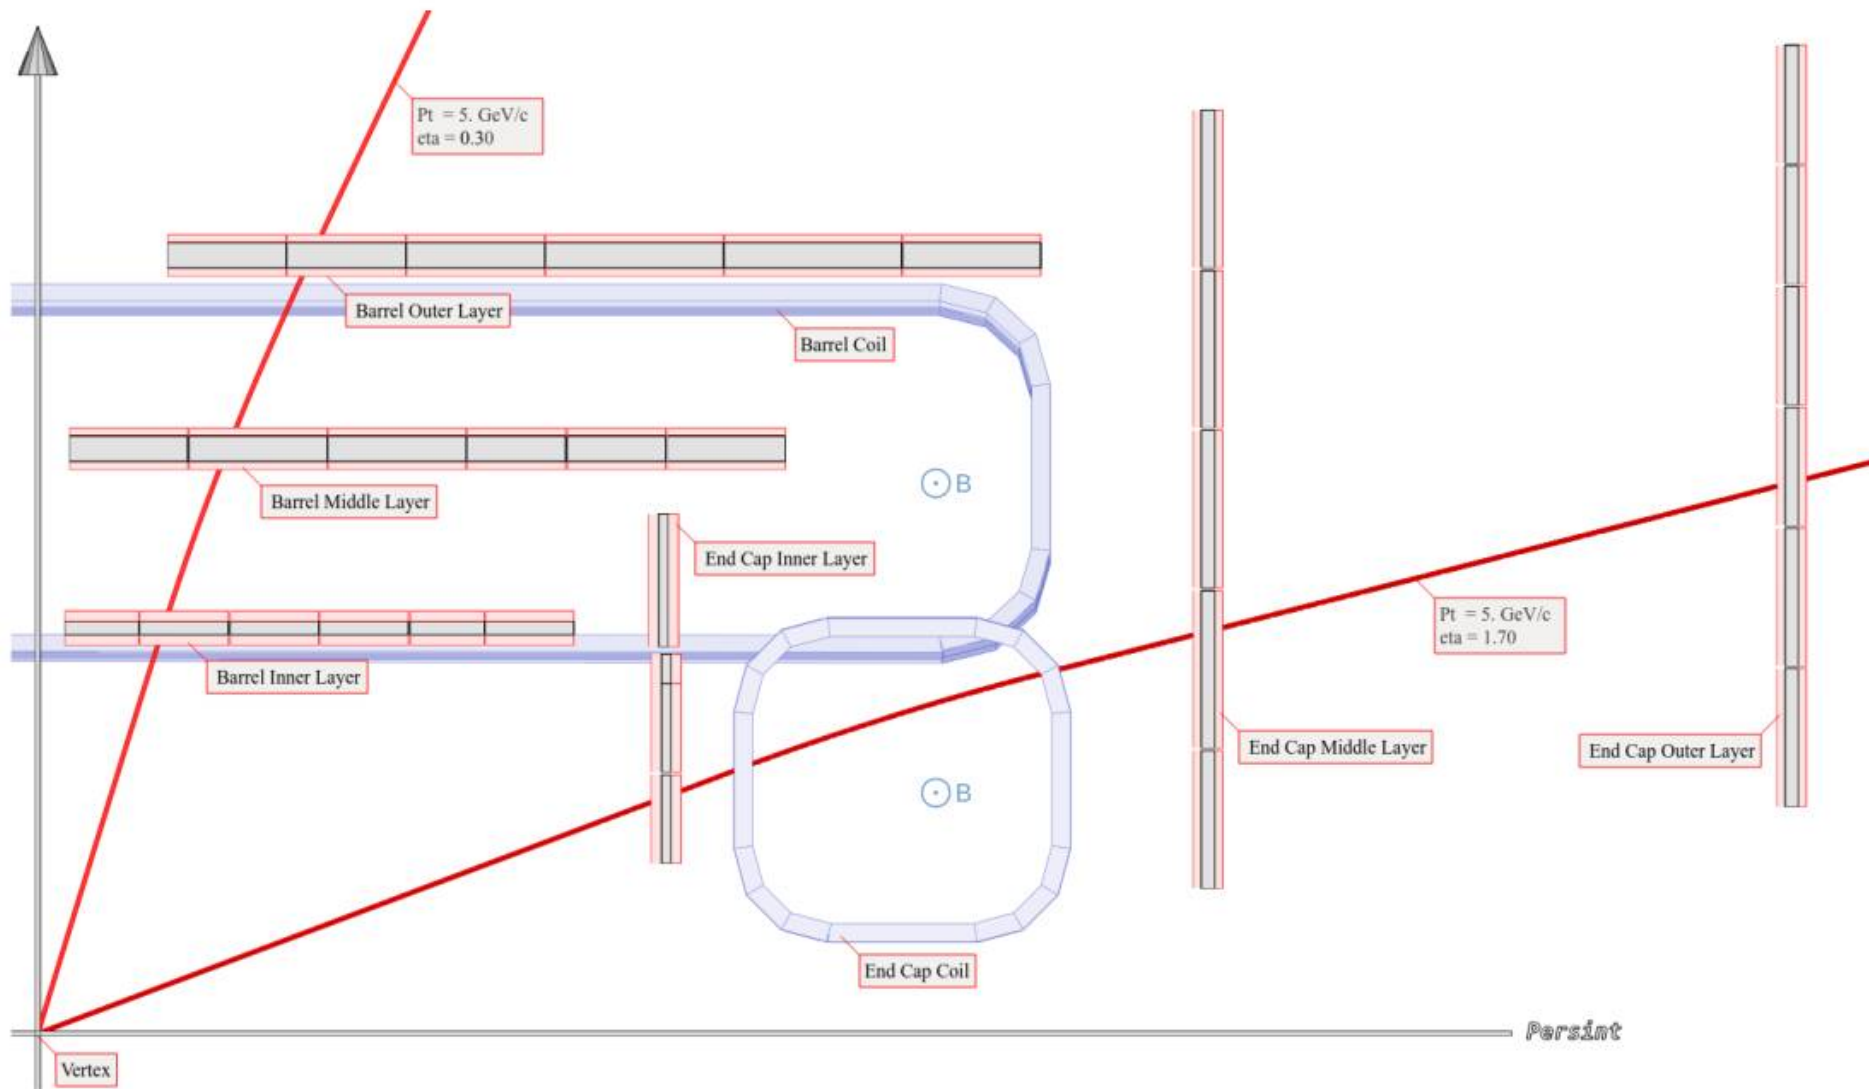 Pt = 5. GeV/c
eta = 0.30
Barrel Outer Layer
Barrel Coil
Barrel Middle Layer
B
End Cap Inner Layer
Pt = 5. GeV/c
eta = 1.70
Barrel Inner Layer
End Cap Middle Layer
End Cap Outer Layer
B
End Cap Coil
Persint
Vertex